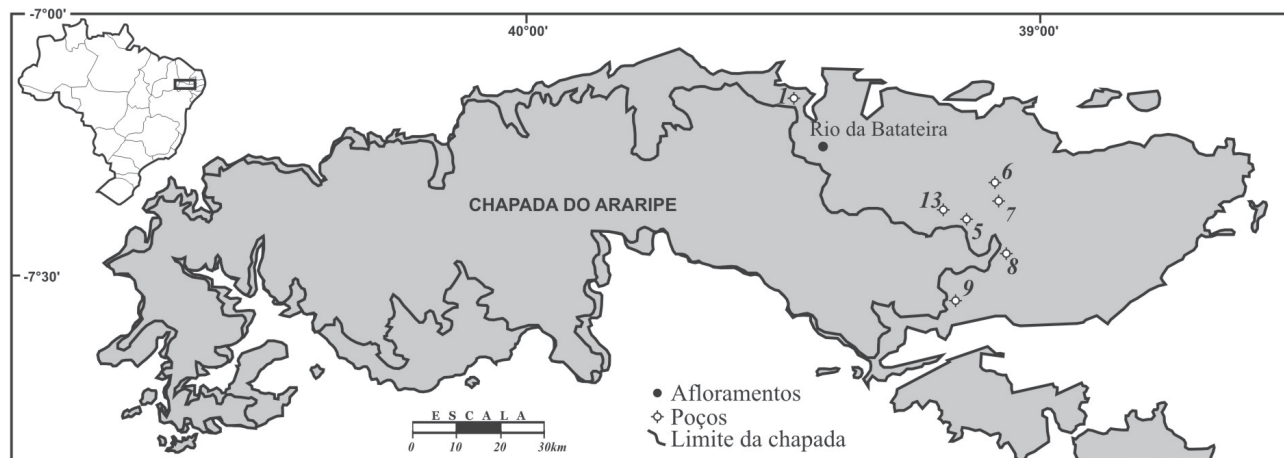 -7°00'
40°00'
39°00'
1
Rio da Batateira
6
13
7
5
CHAPADA DO ARARIPE
8
-7°30'
9
ESCALA
0 10 20 30km
Afloramentos
Poços
Limite da chapada